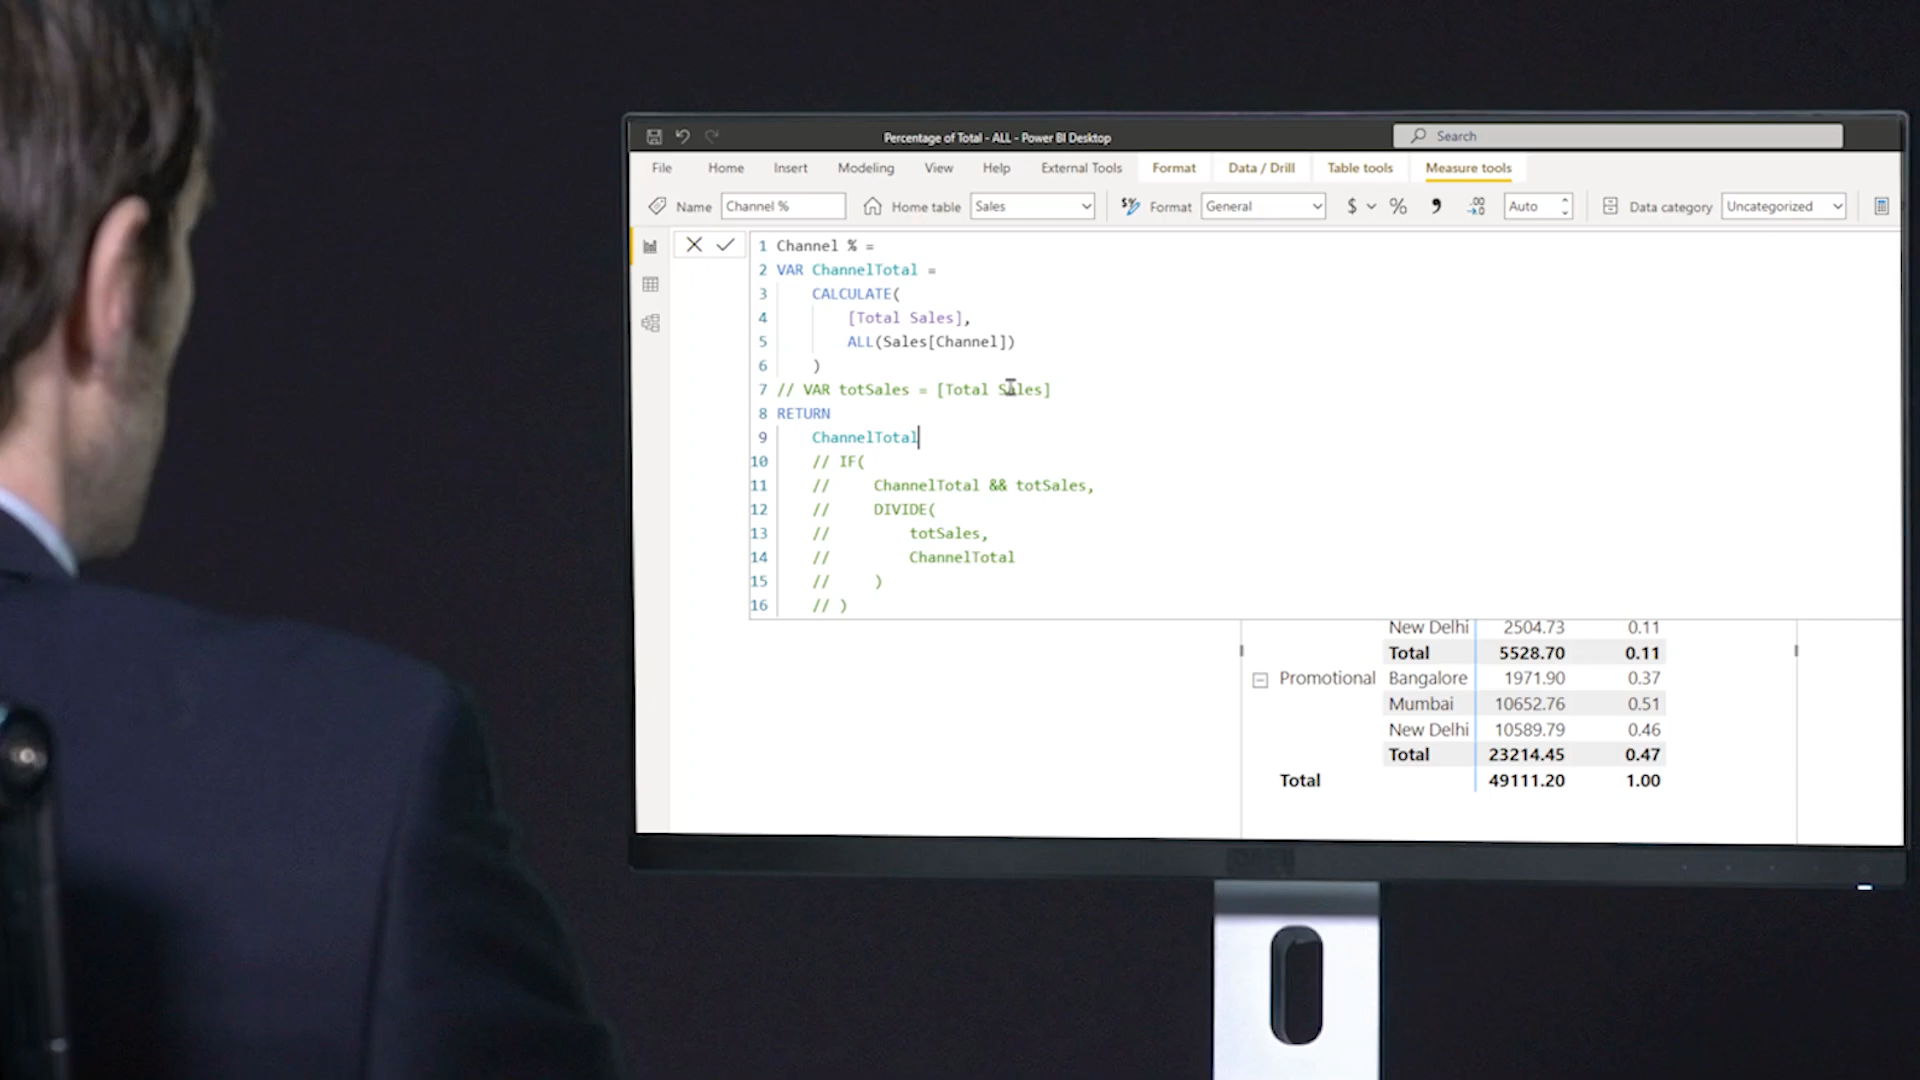 Percentage of Total - ALL - Power BI Desktop
Search
File Home Insert Modeling View Help External Tools Format Data / Drill Table tools Measure tools
Name Channel % Home table Sales Format General $ % 9 .00 →.0 Auto Data category Uncategorized
1 Channel % =
2 VAR ChannelTotal =
3 CALCULATE(
4 [Total Sales],
5 ALL(Sales[Channel])
6 )
7 // VAR totSales = [Total Sales]
8 RETURN
9 ChannelTotal
10 // IF(
11 // ChannelTotal && totSales,
12 // DIVIDE(
13 // totSales,
14 // ChannelTotal
15 // )
16 // )
New Delhi 2504.73 0.11
Total 5528.70 0.11
Promotional Bangalore 1971.90 0.37
Mumbai 10652.76 0.51
New Delhi 10589.79 0.46
Total 23214.45 0.47
Total 49111.20 1.00